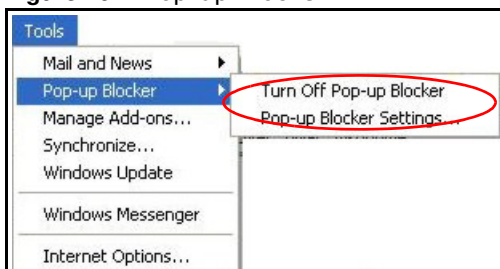 Tools
Mail and News
Pop-up Blocker
Turn Off Pop-up Blocker
Manage Add-ons...
Pop-up Blocker Settings...
Synchronize...
Windows Update
Windows Messenger
Internet Options...